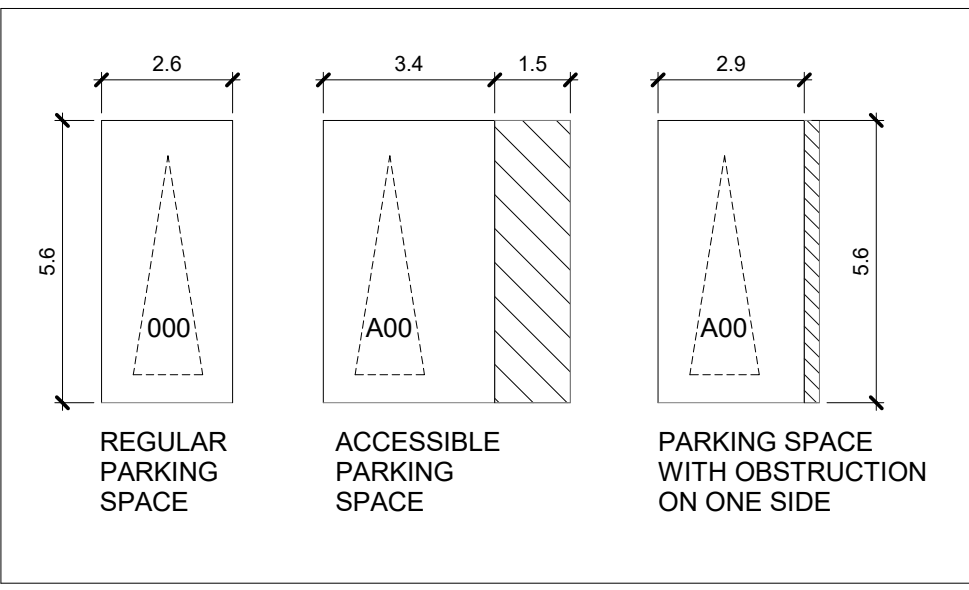 2.6
3.4
1.5
2.9
5.6
5.6
000
A00
A00
REGULAR
PARKING
SPACE
ACCESSIBLE
PARKING
SPACE
PARKING SPACE
WITH OBSTRUCTION
ON ONE SIDE